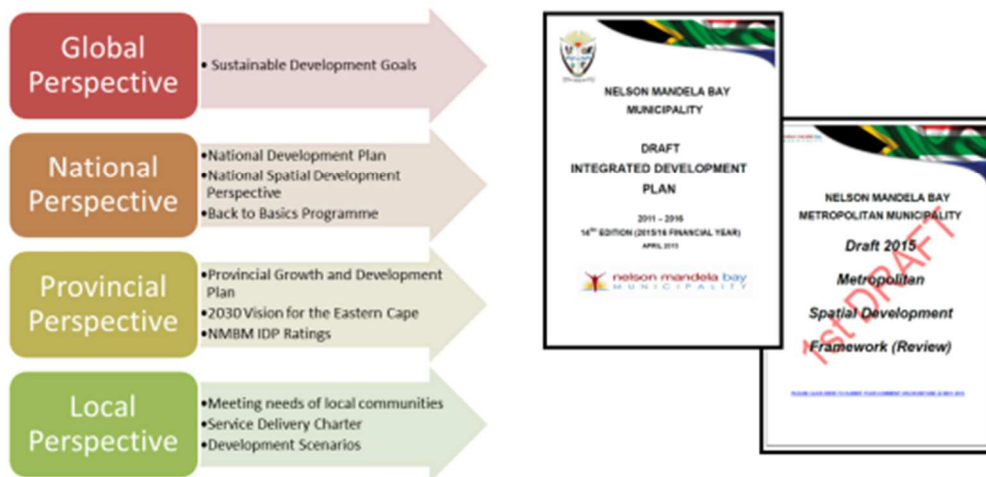 Global
Perspective
• Sustainable Development Goals
National
Perspective
•National Development Plan
•National Spatial Development
Perspective
•Back to Basics Programme
Provincial
Perspective
•Provincial Growth and Development
Plan
•2030 Vision for the Eastern Cape
•NMBM IDP Ratings
Local
Perspective
•Meeting needs of local communities
•Service Delivery Charter
•Development Scenarios
NELSON MANDELA BAY
MUNICIPALITY
DRAFT
INTEGRATED DEVELOPMENT
PLAN
2011 – 2016
14TH EDITION (2015/16 FINANCIAL YEAR)
APRIL 2015
nelson mandela bay
MUNICIPALITY
NELSON MANDELA BAY
METROPOLITAN MUNICIPALITY
Draft 2015
Metropolitan
Spatial Development
Framework (Review)
1st DRAFT